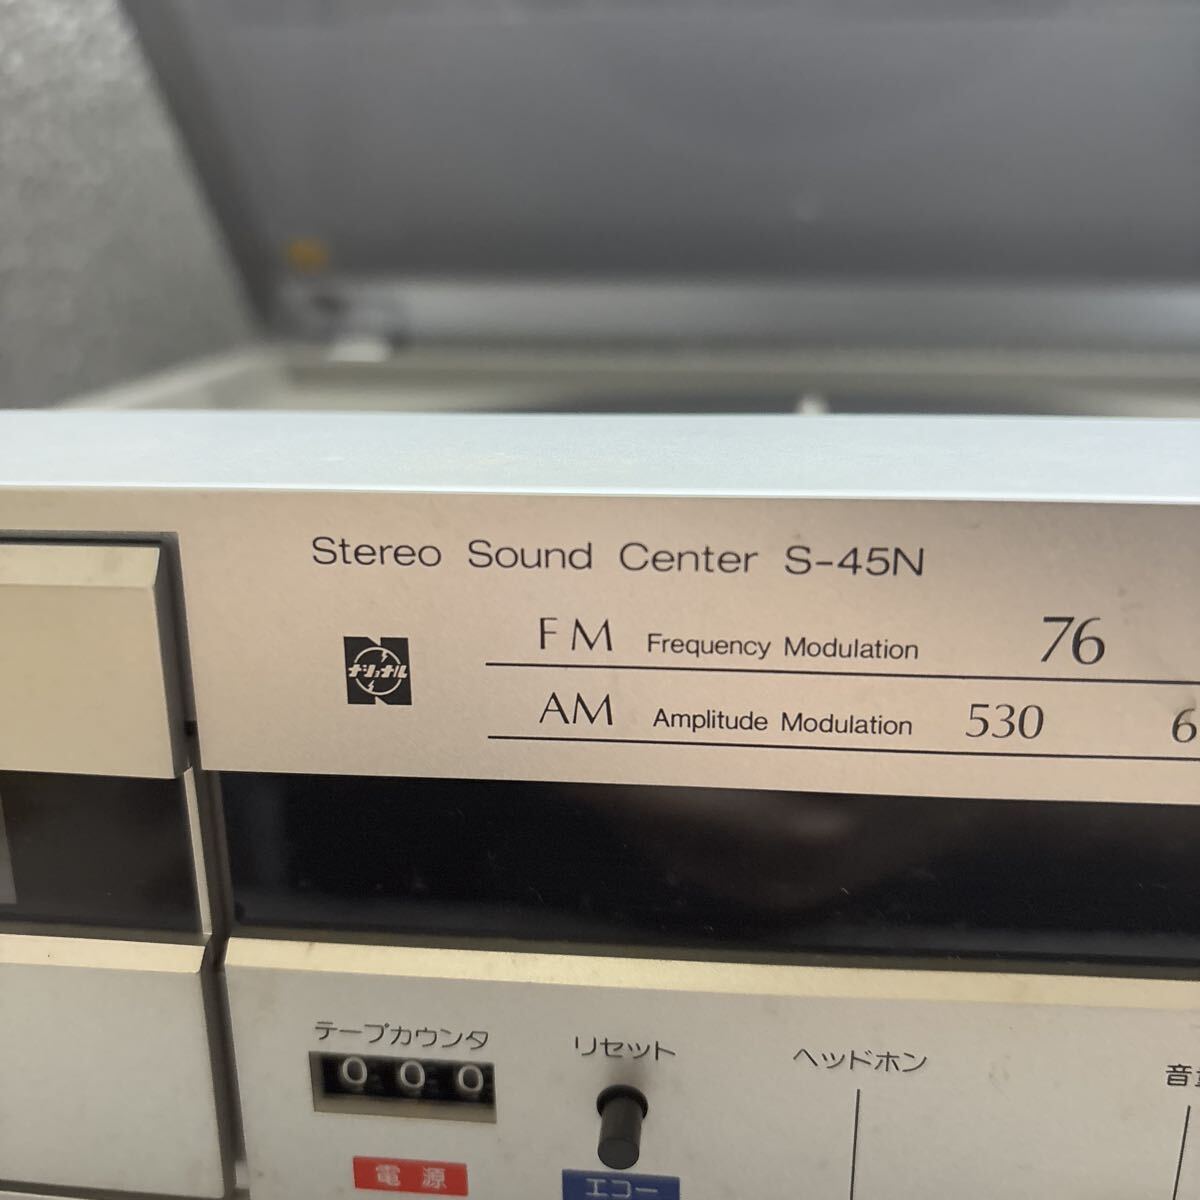 Stereo Sound Center S-45N
ナショナル
FM Frequency Modulation 76
AM Amplitude Modulation 530 6
テープカウンタ
リセット
ヘッドホン
音量
000
電源
エコー